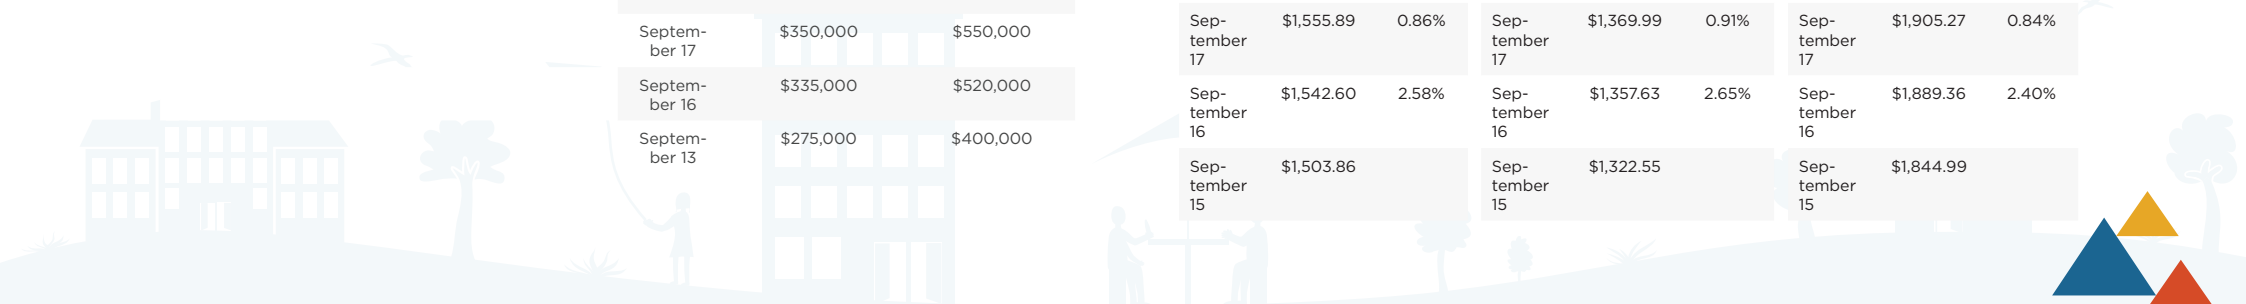 Septem-
ber 17 $350,000 $550,000
Septem-
ber 16 $335,000 $520,000
Septem-
ber 13 $275,000 $400,000
Sep-
tember
17 $1,555.89 0.86%
Sep-
tember
16 $1,542.60 2.58%
Sep-
tember
15 $1,503.86
Sep-
tember
17 $1,369.99 0.91%
Sep-
tember
16 $1,357.63 2.65%
Sep-
tember
15 $1,322.55
Sep-
tember
17 $1,905.27 0.84%
Sep-
tember
16 $1,889.36 2.40%
Sep-
tember
15 $1,844.99